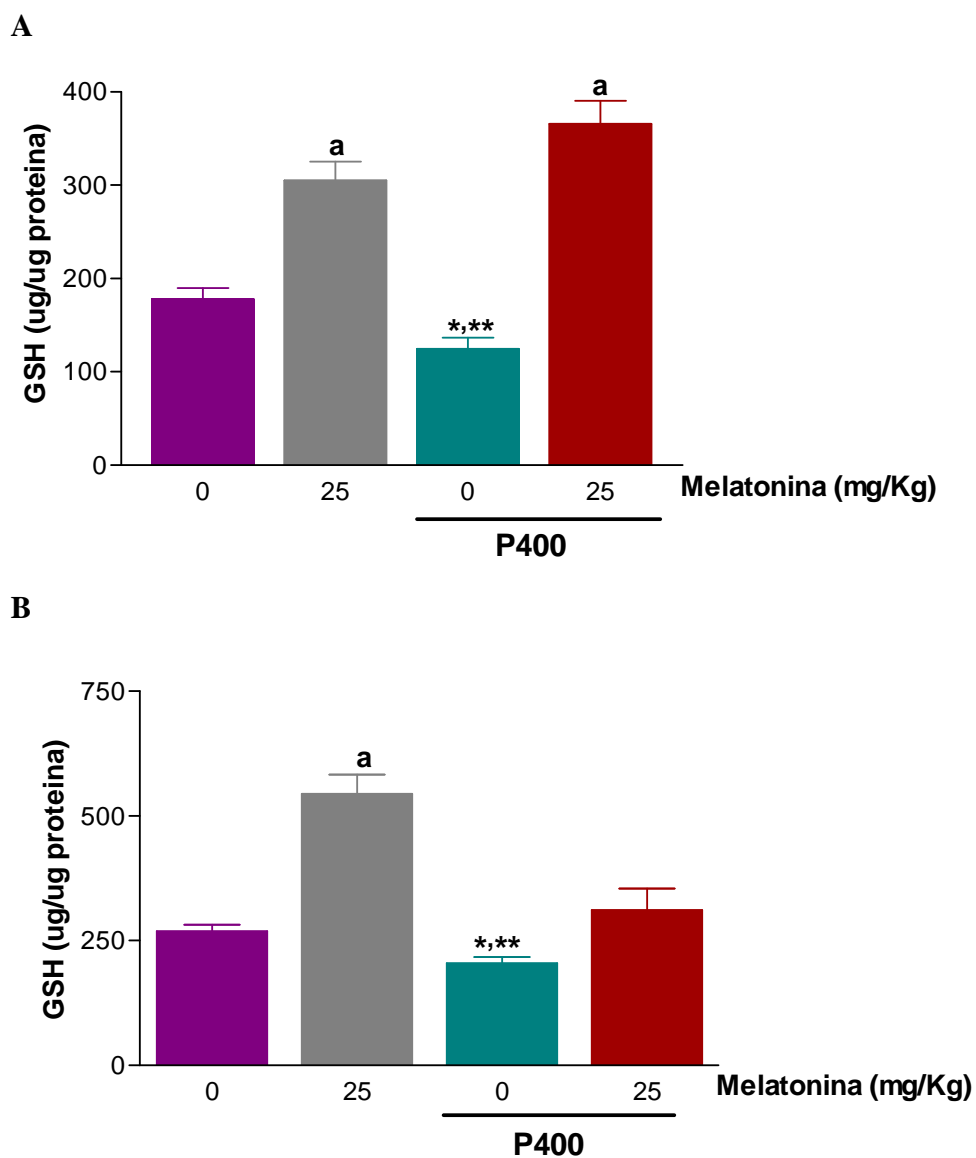 A
400
300
200
100
0
GSH (ug/ug proteina)
a
*,**
a
0 25 0 25 Melatonina (mg/Kg)
P400
B
750
500
250
0
GSH (ug/ug proteina)
a
*,**
0 25 0 25 Melatonina (mg/Kg)
P400